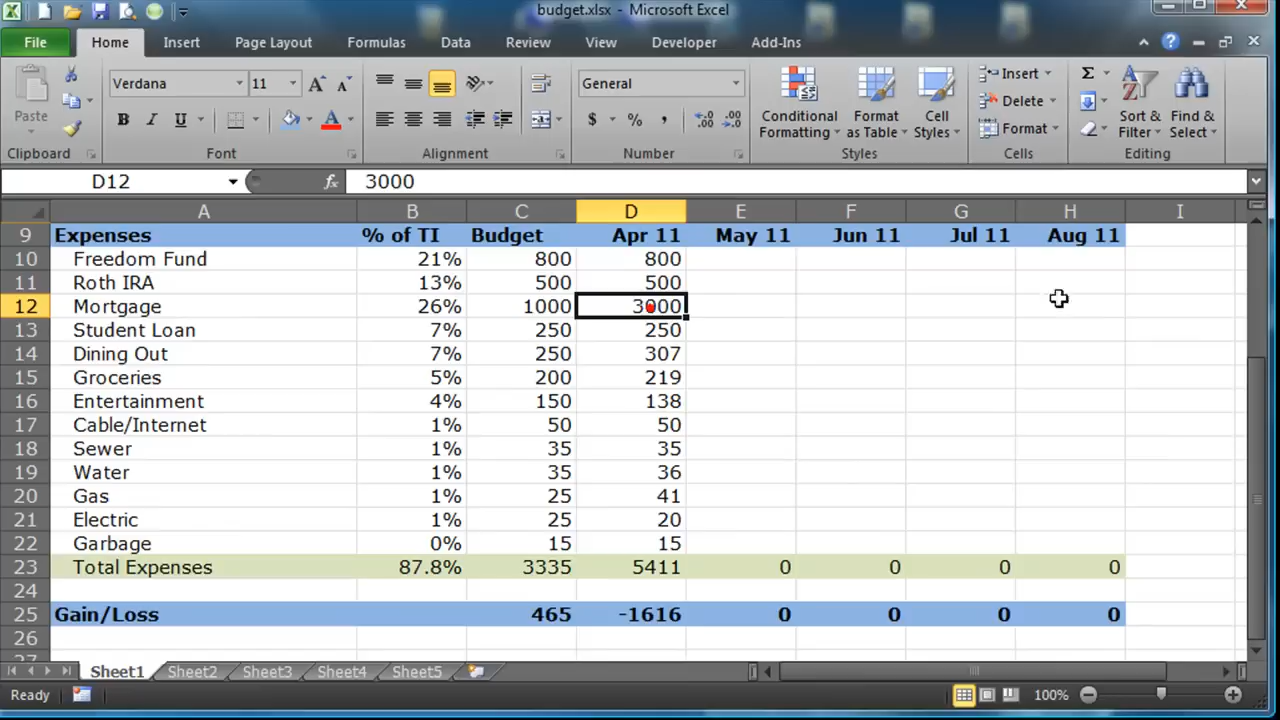 budget.xlsx - Microsoft Excel
File Home Insert Page Layout Formulas Data Review View Developer Add-Ins
Paste
Verdana 11
General
Conditional Formatting
Format as Table
Cell Styles
Insert
Delete
Format
Sort & Filter
Find & Select
Clipboard Font Alignment Number Styles Cells Editing
D12 fx 3000
A B C D E F G H I
9 Expenses % of TI Budget Apr 11 May 11 Jun 11 Jul 11 Aug 11
10 Freedom Fund 21% 800 800
11 Roth IRA 13% 500 500
12 Mortgage 26% 1000 3000
13 Student Loan 7% 250 250
14 Dining Out 7% 250 307
15 Groceries 5% 200 219
16 Entertainment 4% 150 138
17 Cable/Internet 1% 50 50
18 Sewer 1% 35 35
19 Water 1% 35 36
20 Gas 1% 25 41
21 Electric 1% 25 20
22 Garbage 0% 15 15
23 Total Expenses 87.8% 3335 5411 0 0 0 0
24
25 Gain/Loss 465 -1616 0 0 0 0
26
27
Sheet1 Sheet2 Sheet3 Sheet4 Sheet5
Ready 100%